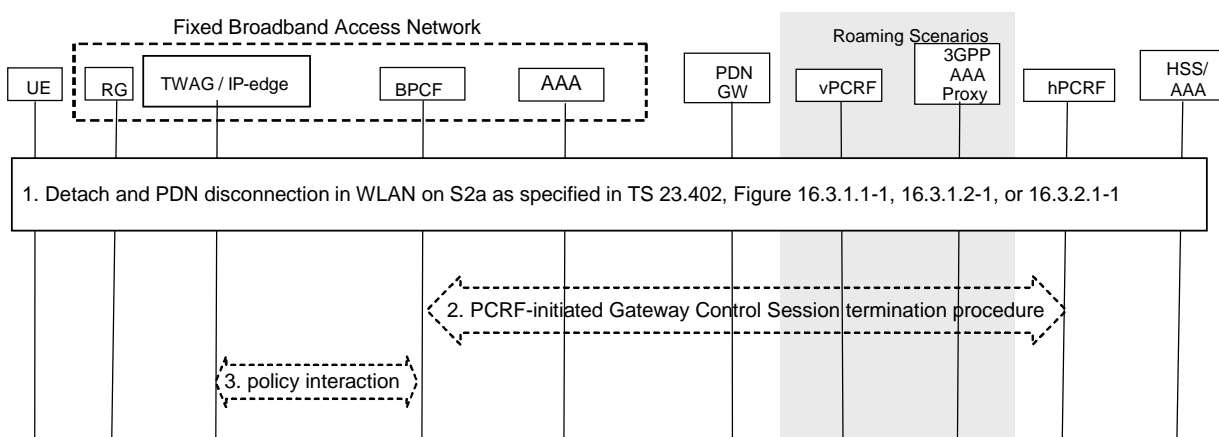 Fixed Broadband Access Network
Roaming Scenarios
UE
RG
TWAG / IP-edge
BPCF
AAA
PDN
GW
vPCRF
3GPP
AAA
Proxy
hPCRF
HSS/
AAA
1. Detach and PDN disconnection in WLAN on S2a as specified in TS 23.402, Figure 16.3.1.1-1, 16.3.1.2-1, or 16.3.2.1-1
2. PCRF-initiated Gateway Control Session termination procedure
3. policy interaction